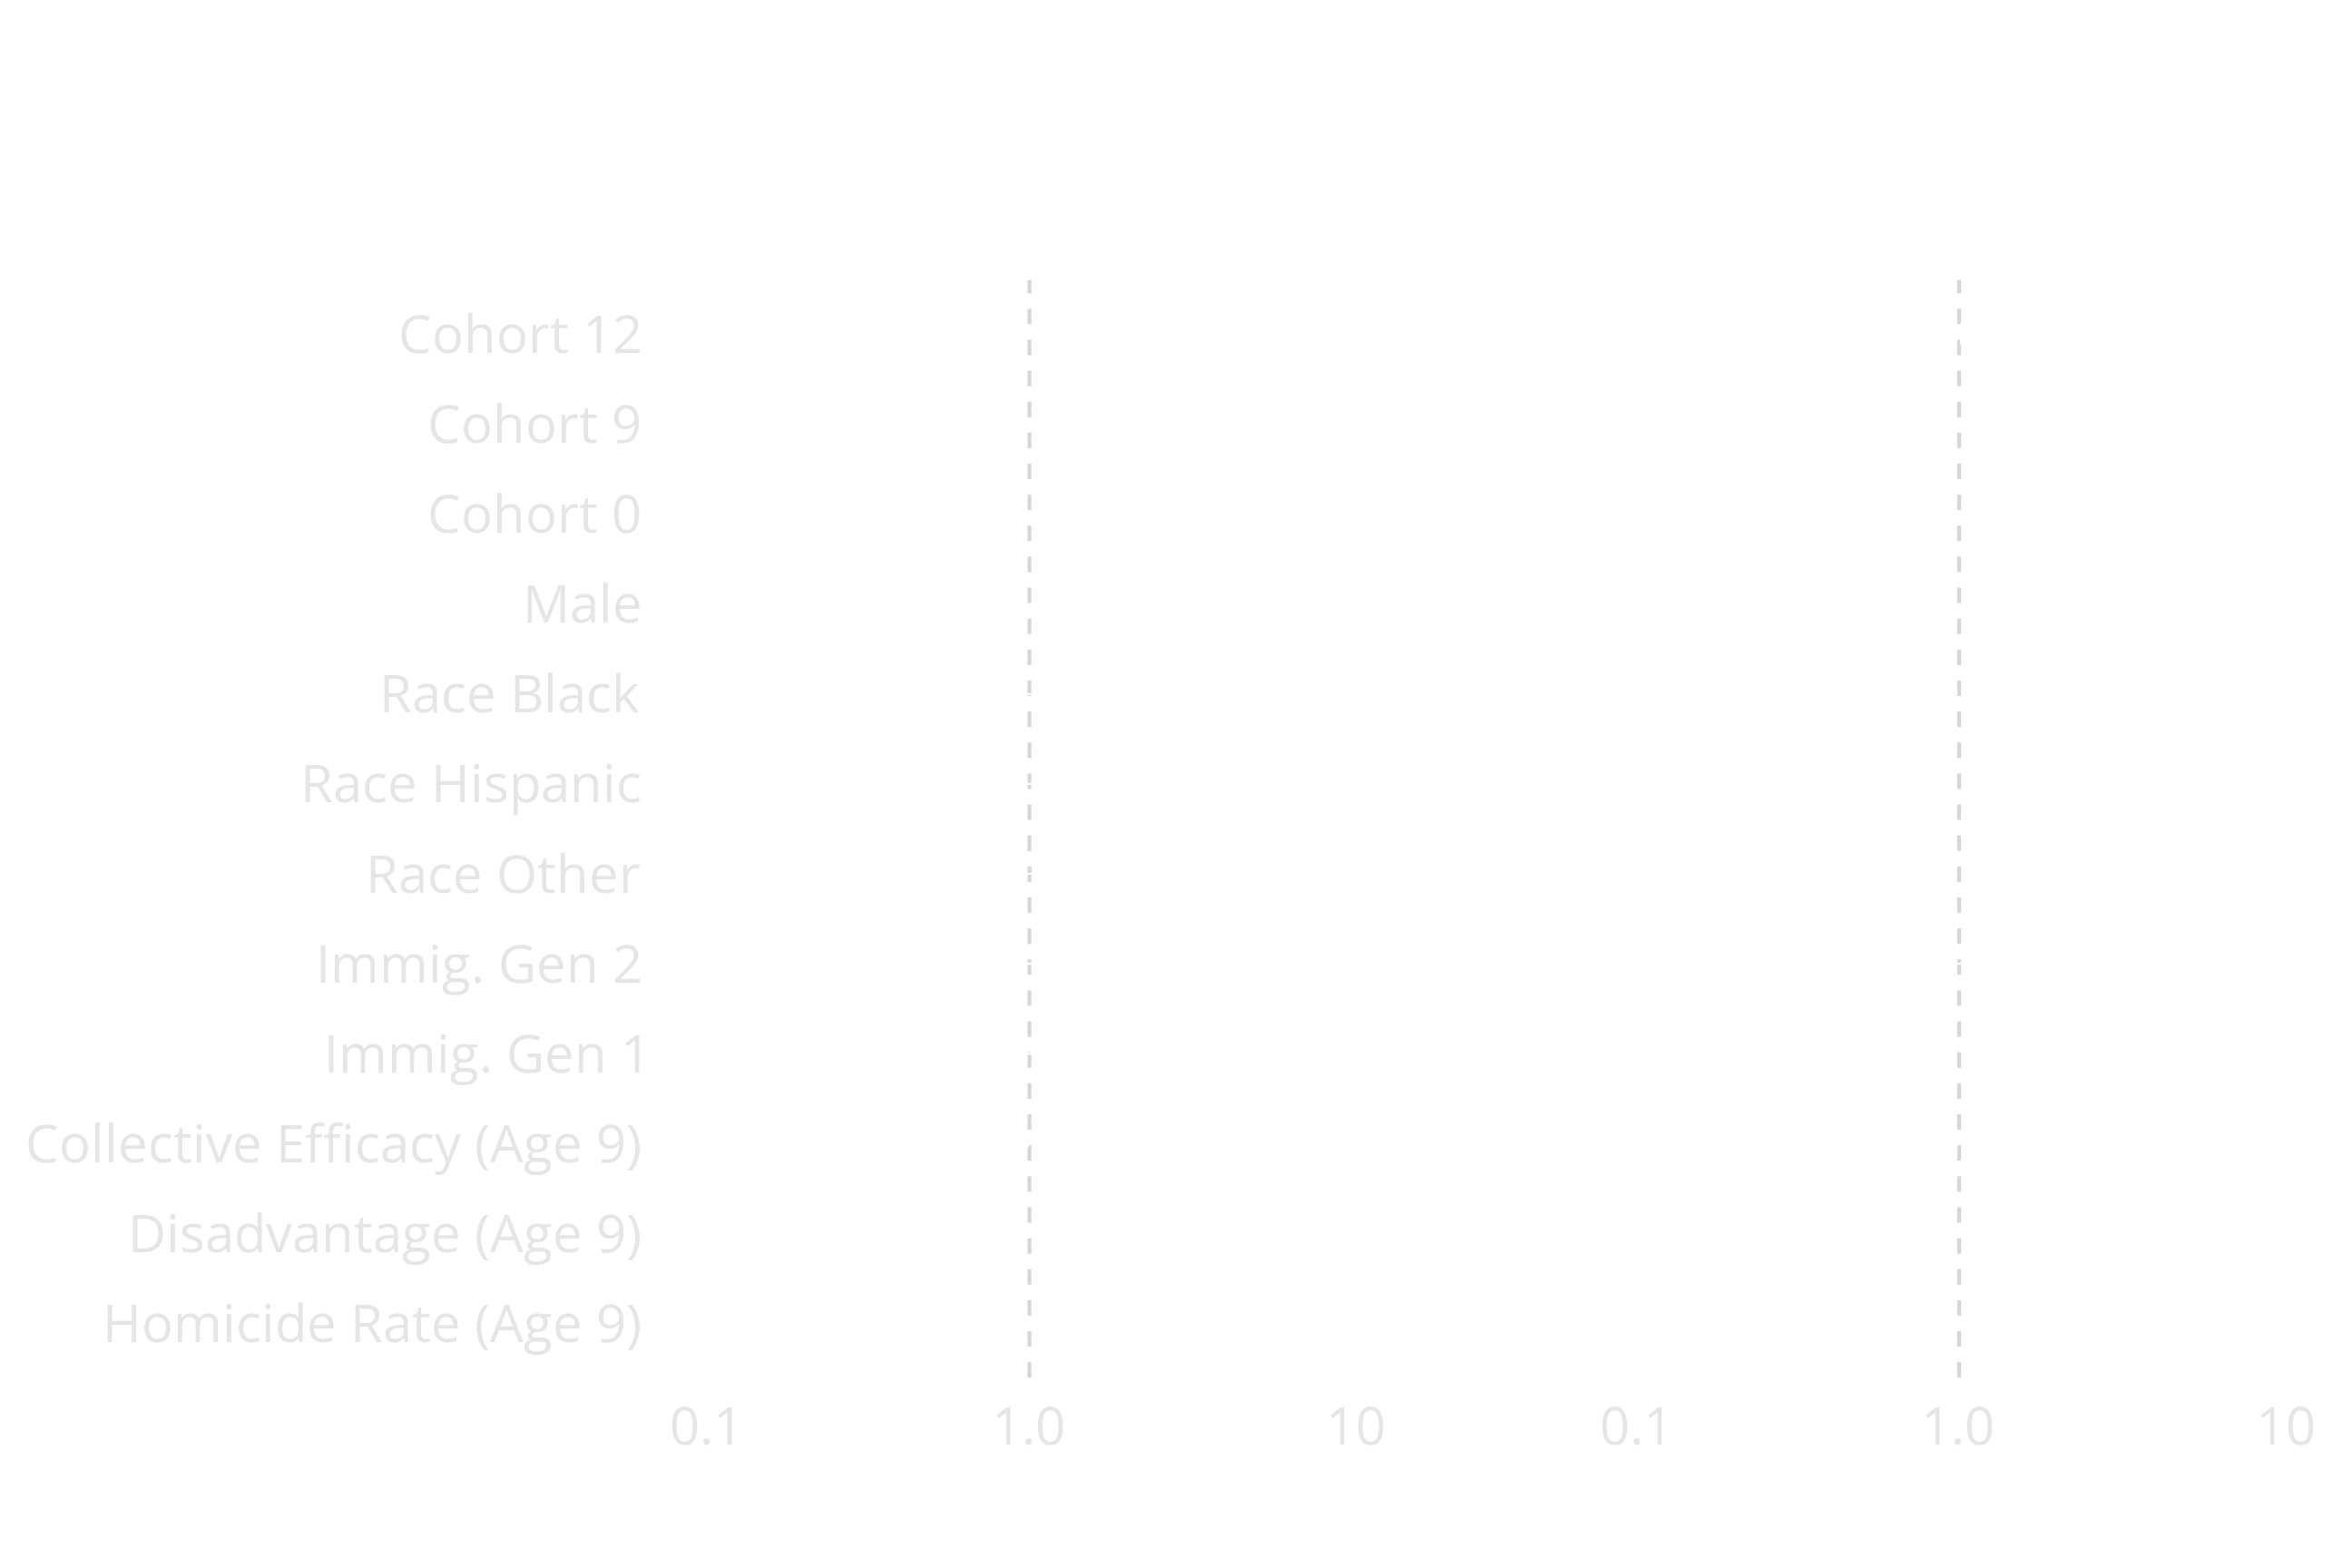 Cohort 12
Cohort 9
Cohort 0
Male
Race Black
Race Hispanic
Race Other
Immig. Gen 2
Immig. Gen 1
Collective Efficacy (Age 9)
Disadvantage (Age 9)
Homicide Rate (Age 9)
0.1 1.0 10 0.1 1.0 10